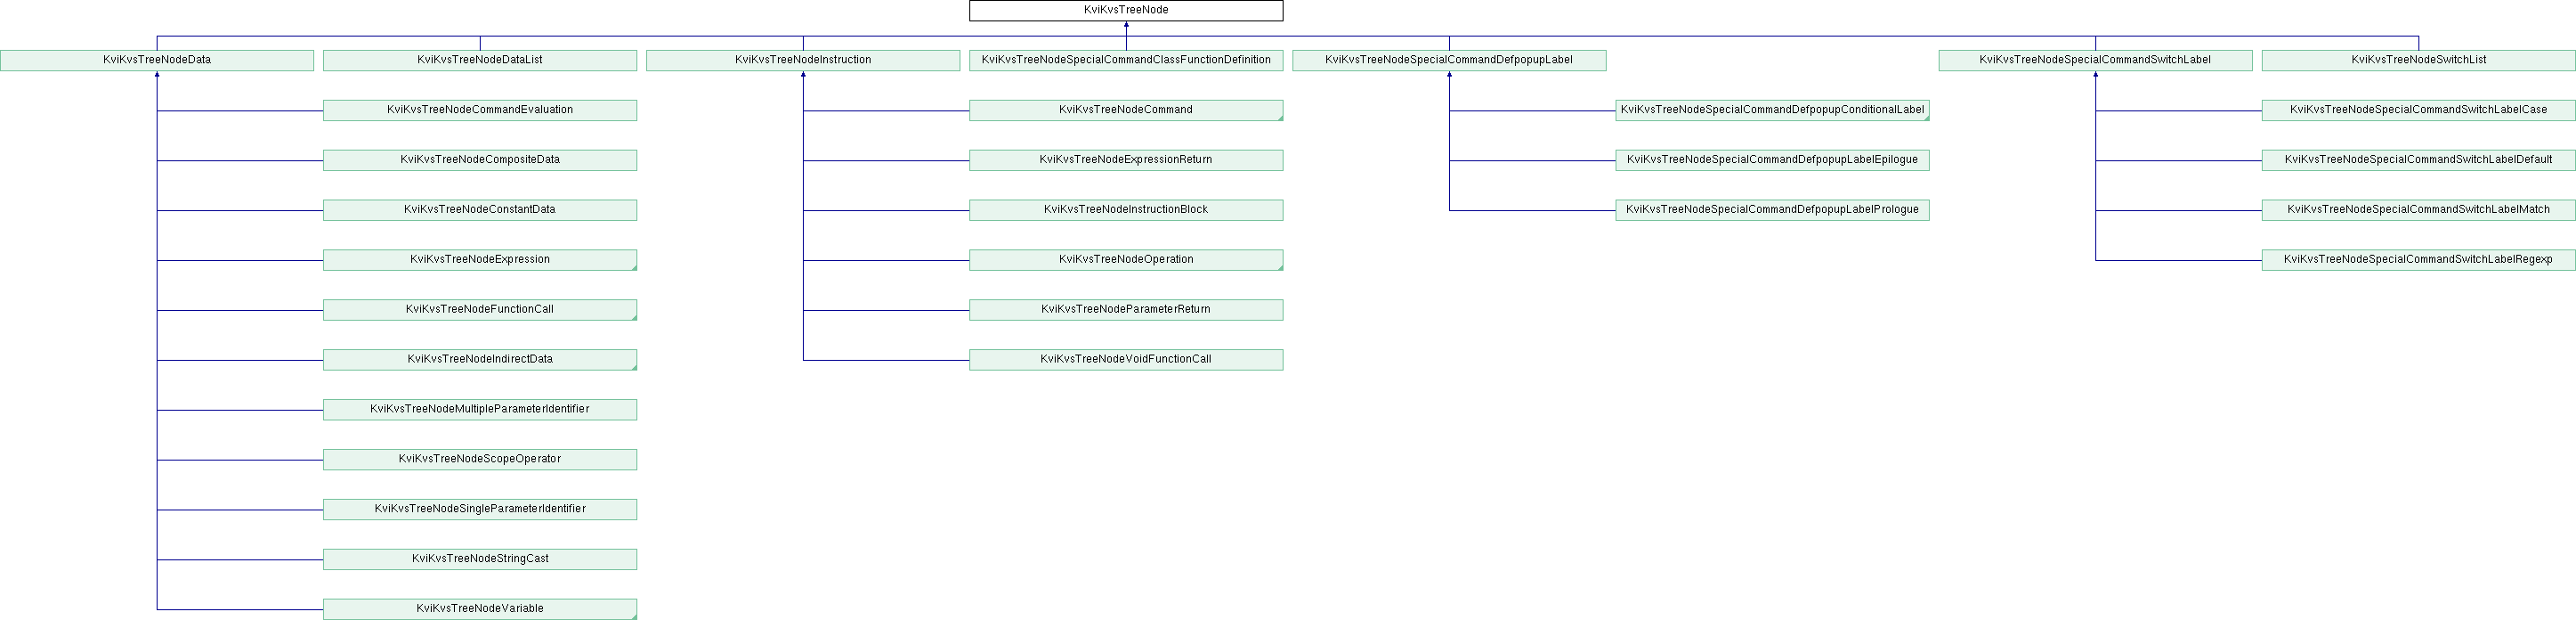 KviKvsTreeNode
KviKvsTreeNodeData
KviKvsTreeNodeDataList
KviKvsTreeNodeInstruction
KviKvsTreeNodeSpecialCommandClassFunctionDefinition
KviKvsTreeNodeSpecialCommandDefpopupLabel
KviKvsTreeNodeSpecialCommandSwitchLabel
KviKvsTreeNodeSwitchList
KviKvsTreeNodeCommandEvaluation
KviKvsTreeNodeCommand
KviKvsTreeNodeSpecialCommandDefpopupConditionalLabel
KviKvsTreeNodeSpecialCommandSwitchLabelCase
KviKvsTreeNodeCompositeData
KviKvsTreeNodeExpressionReturn
KviKvsTreeNodeSpecialCommandDefpopupLabelEpilogue
KviKvsTreeNodeSpecialCommandSwitchLabelDefault
KviKvsTreeNodeConstantData
KviKvsTreeNodeInstructionBlock
KviKvsTreeNodeSpecialCommandDefpopupLabelPrologue
KviKvsTreeNodeSpecialCommandSwitchLabelMatch
KviKvsTreeNodeExpression
KviKvsTreeNodeOperation
KviKvsTreeNodeSpecialCommandSwitchLabelRegexp
KviKvsTreeNodeFunctionCall
KviKvsTreeNodeParameterReturn
KviKvsTreeNodeIndirectData
KviKvsTreeNodeVoidFunctionCall
KviKvsTreeNodeMultipleParameterIdentifier
KviKvsTreeNodeScopeOperator
KviKvsTreeNodeSingleParameterIdentifier
KviKvsTreeNodeStringCast
KviKvsTreeNodeVariable